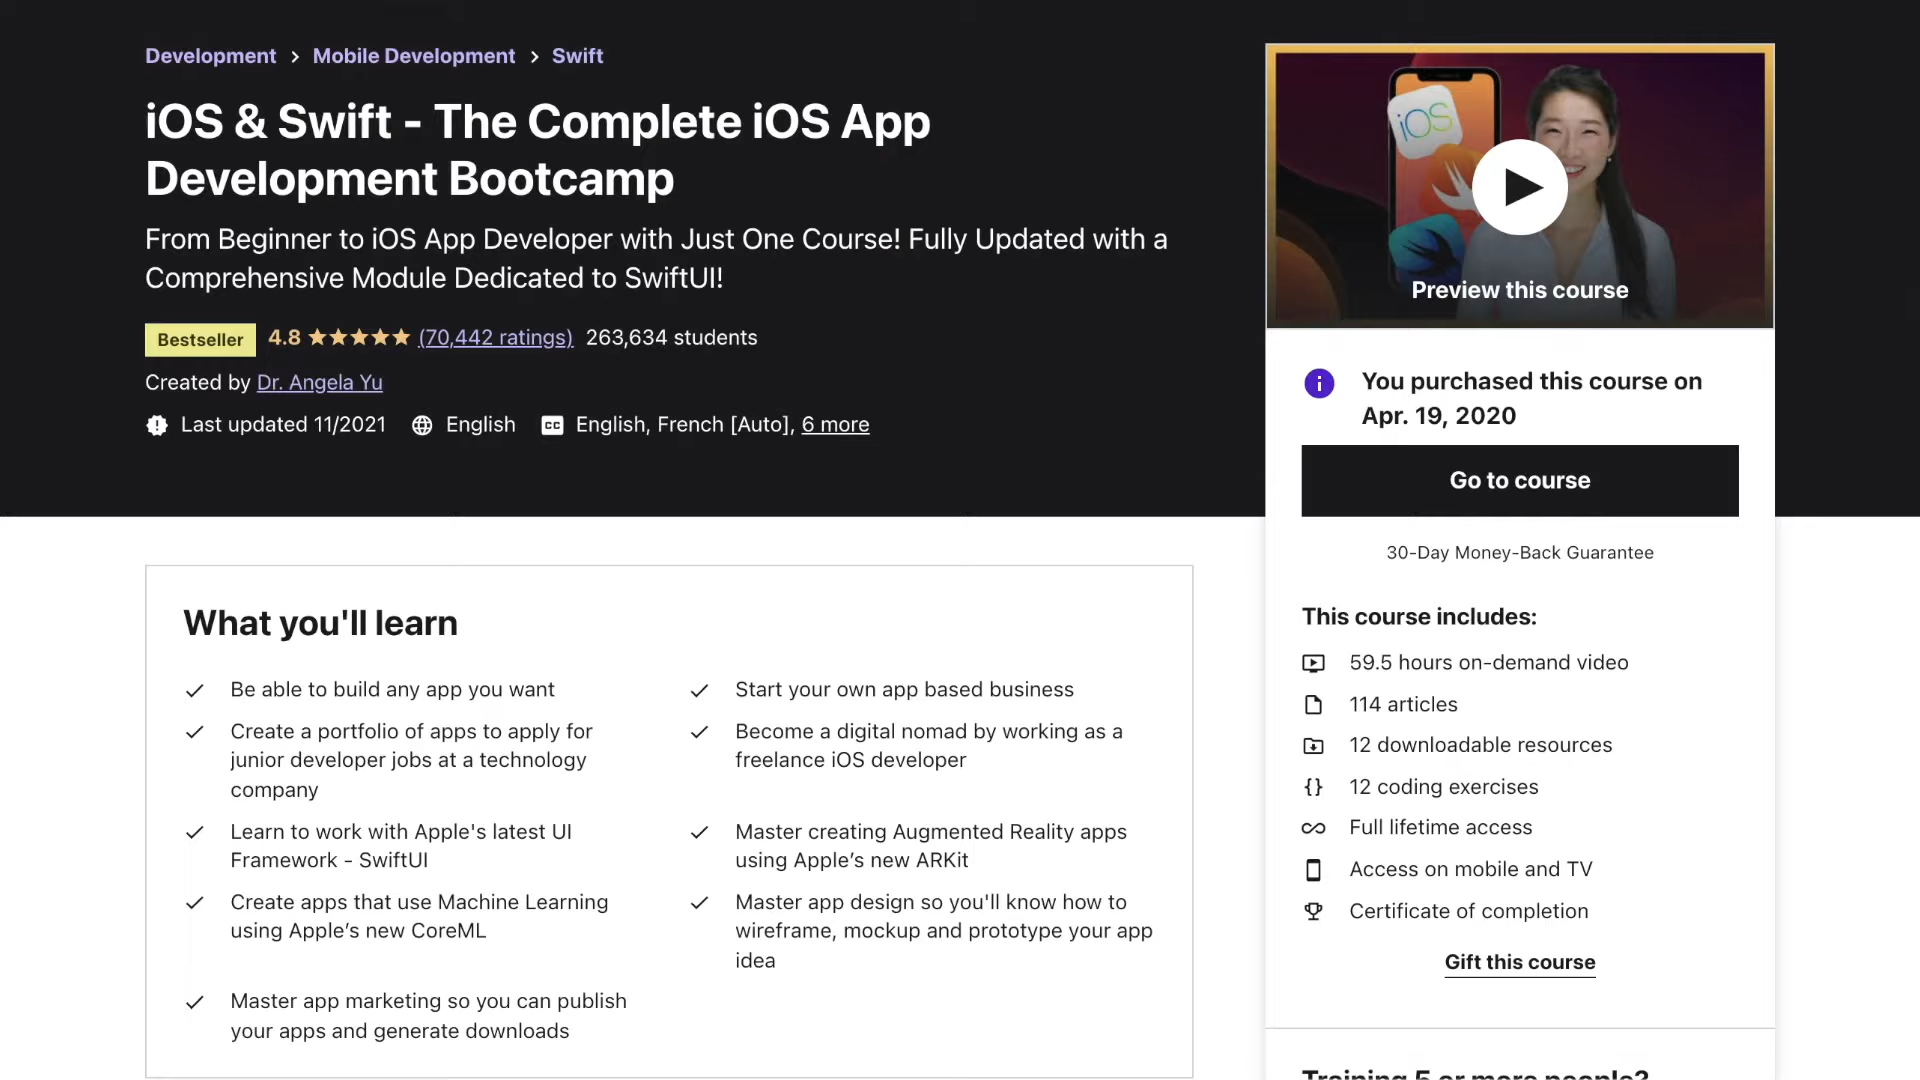 Development > Mobile Development > Swift
iOS & Swift - The Complete iOS App
Development Bootcamp
From Beginner to iOS App Developer with Just One Course! Fully Updated with a
Comprehensive Module Dedicated to SwiftUI!
Bestseller 4.8 (70,442 ratings) 263,634 students
Created by Dr. Angela Yu
Last updated 11/2021 English CC English, French [Auto], 6 more
iOS
Preview this course
You purchased this course on
Apr. 19, 2020
Go to course
30-Day Money-Back Guarantee
This course includes:
59.5 hours on-demand video
114 articles
12 downloadable resources
12 coding exercises
Full lifetime access
Access on mobile and TV
Certificate of completion
Gift this course
Training 5 or more people?
What you'll learn
Be able to build any app you want
Create a portfolio of apps to apply for
junior developer jobs at a technology
company
Learn to work with Apple's latest UI
Framework - SwiftUI
Create apps that use Machine Learning
using Apple’s new CoreML
Master app marketing so you can publish
your apps and generate downloads
Start your own app based business
Become a digital nomad by working as a
freelance iOS developer
Master creating Augmented Reality apps
using Apple’s new ARKit
Master app design so you'll know how to
wireframe, mockup and prototype your app
idea